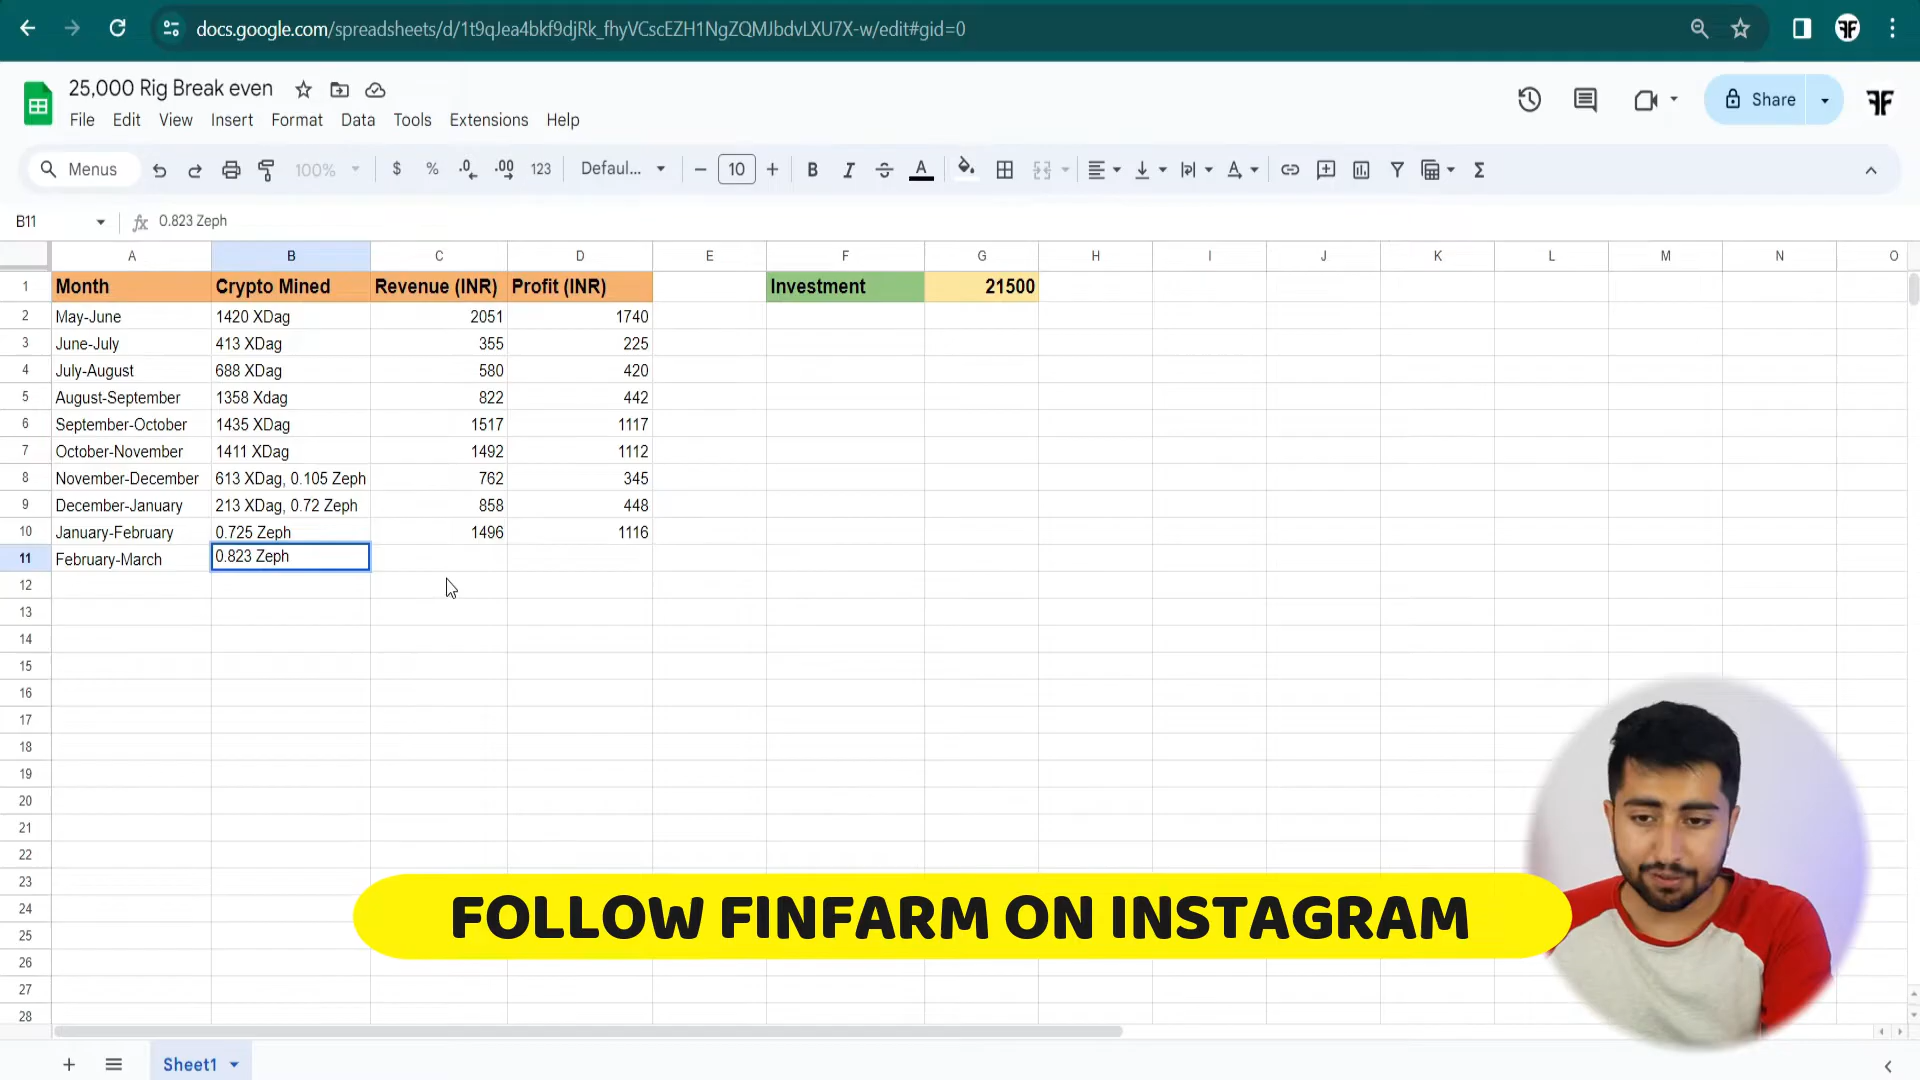 docs.google.com/spreadsheets/d/1t9qJea4bkf9djRk_fhyVCscEZH1NgZQMJbdvLXU7X-w/edit#gid=0
25,000 Rig Break even
File Edit View Insert Format Data Tools Extensions Help
Share
Menus 100% $ % .0 .00 123 Defaul... 10 B I A
B11 fx 0.823 Zeph
A B C D E F G H I J K L M N O
1 Month Crypto Mined Revenue (INR) Profit (INR) Investment 21500
2 May-June 1420 XDag 2051 1740
3 June-July 413 XDag 355 225
4 July-August 688 XDag 580 420
5 August-September 1358 Xdag 822 442
6 September-October 1435 XDag 1517 1117
7 October-November 1411 XDag 1492 1112
8 November-December 613 XDag, 0.105 Zeph 762 345
9 December-January 213 XDag, 0.72 Zeph 858 448
10 January-February 0.725 Zeph 1496 1116
11 February-March 0.823 Zeph
12
13
14
15
16
17
18
19
20
21
22
23
24
25
26
27
28
FOLLOW FINFARM ON INSTAGRAM
Sheet1